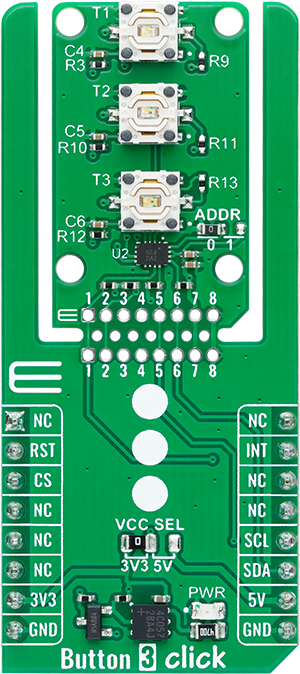 T1
C4
R3
R9
T2
C5
R10
R11
T3
R13
C6
R12
ADDR
0 1
U2
1 2 3 4 5 6 7 8
1 2 3 4 5 6 7 8
NC NC
RST INT
CS NC
NC NC
NC SCL
NC SDA
3V3 5V
GND GND
VCC SEL
0
3V3 5V
PWR
Button 3 click